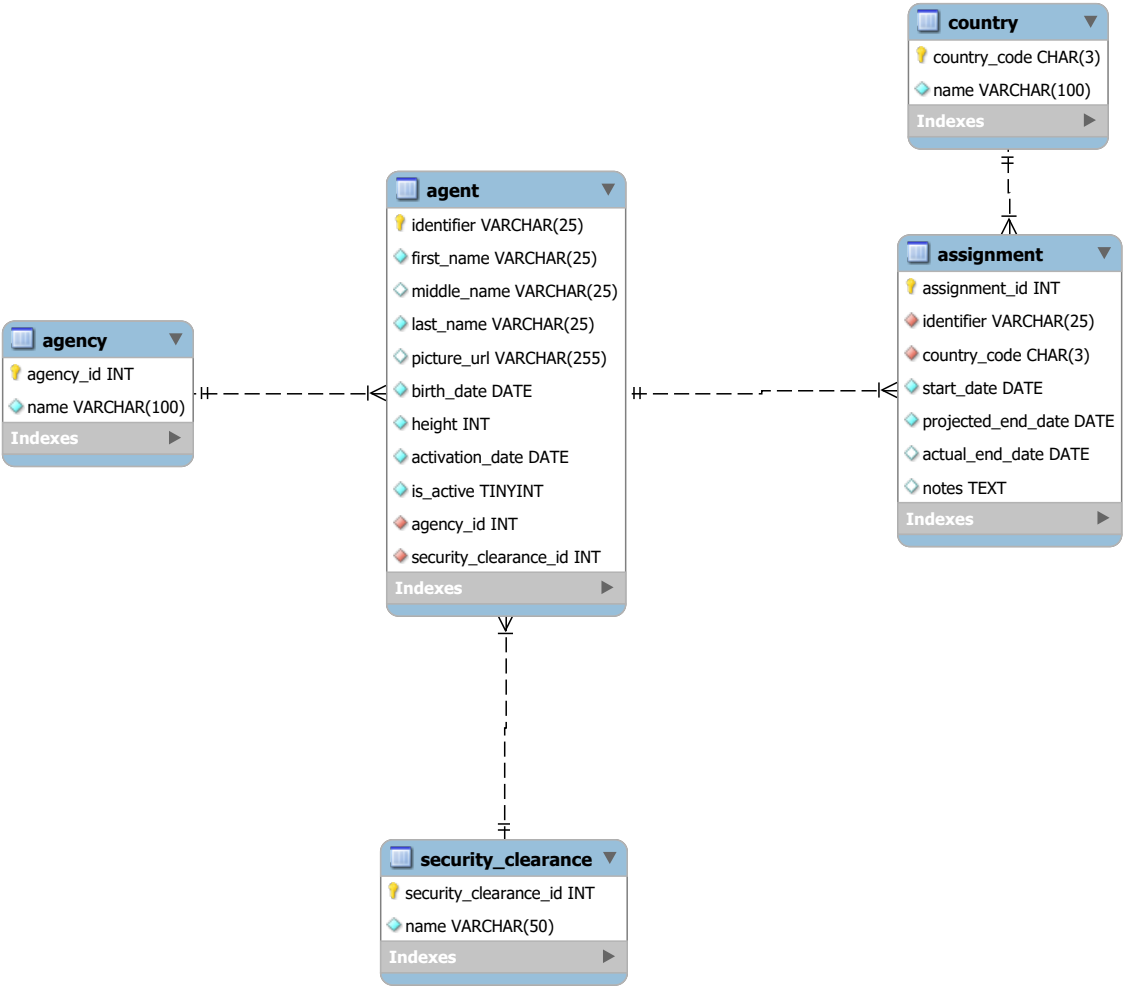 country
country_code CHAR(3)
name VARCHAR(100)
Indexes
agent
identifier VARCHAR(25)
first_name VARCHAR(25)
middle_name VARCHAR(25)
last_name VARCHAR(25)
picture_url VARCHAR(255)
birth_date DATE
height INT
activation_date DATE
is_active TINYINT
agency_id INT
security_clearance_id INT
Indexes
assignment
assignment_id INT
identifier VARCHAR(25)
country_code CHAR(3)
start_date DATE
projected_end_date DATE
actual_end_date DATE
notes TEXT
Indexes
agency
agency_id INT
name VARCHAR(100)
Indexes
security_clearance
security_clearance_id INT
name VARCHAR(50)
Indexes